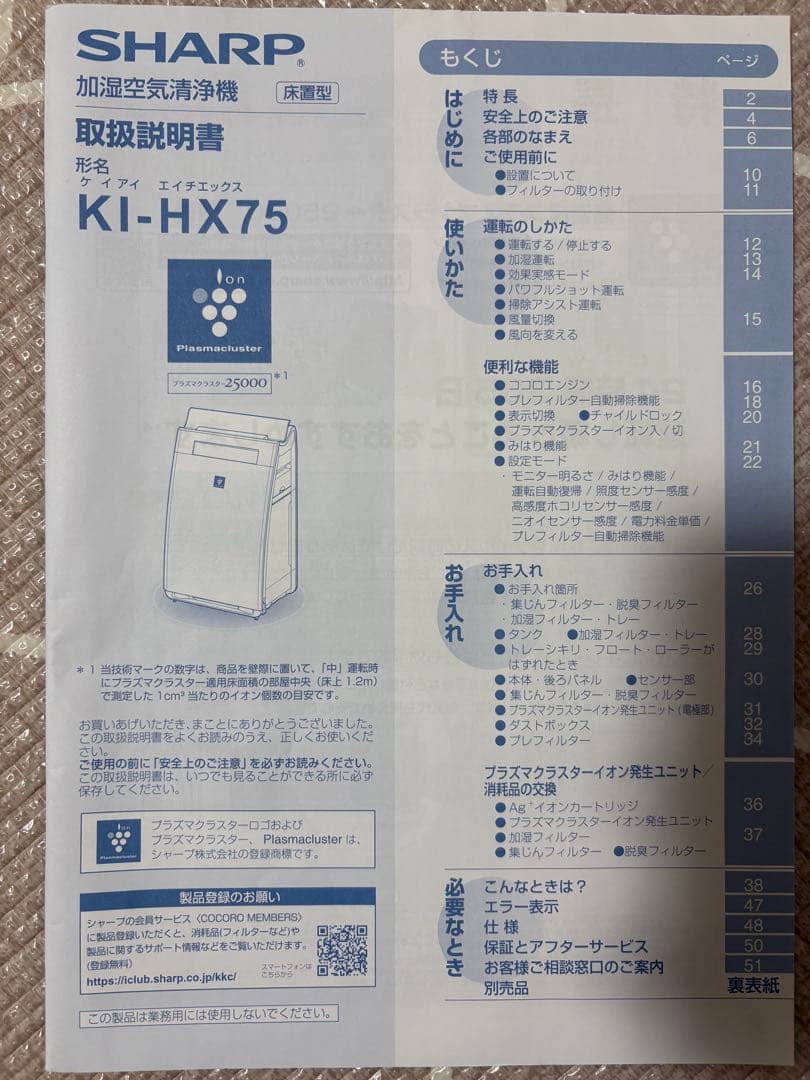 SHARP®
加湿空気清浄機 床置型
取扱説明書
形名
ケイアイ エイチエックス
KI-HX75
Ion
Plasmacluster
プラズマクラスター25000 *1
＊1 当技術マークの数字は、商品を壁際に置いて、「中」運転時
にプラズマクラスター適用床面積の部屋中央（床上1.2m）
で測定した1cm³当たりのイオン個数の目安です。
お買いあげいただき、まことにありがとうございました。
この取扱説明書をよくお読みのうえ、正しくお使いくだ
さい。
ご使用の前に「安全上のご注意」を必ずお読みください。
この取扱説明書は、いつでも見ることができる所に必ず
保存してください。
Ion
Plasmacluster
プラズマクラスターロゴおよび
プラズマクラスター、Plasmacluster は、
シャープ株式会社の登録商標です。
製品登録のお願い
シャープの会員サービス〈COCORO MEMBERS〉
に製品登録いただくと、消耗品(フィルターなど)や
製品に関するサポート情報などをご覧いただけます。
(登録無料)
スマートフォンは
こちらから
https://iclub.sharp.co.jp/kkc/
この製品は業務用には使用しないでください。
もくじ ページ
はじめに
特長 2
安全上のご注意 4
各部のなまえ 6
ご使用前に
●設置について 10
●フィルターの取り付け 11
使いかた
運転のしかた
●運転する / 停止する 12
●加湿運転 13
●効果実感モード 14
●パワフルショット運転
●掃除アシスト運転
●風量切換 15
●風向を変える
便利な機能
●ココロエンジン 16
●プレフィルター自動掃除機能 18
●表示切換 ●チャイルドロック 20
●プラズマクラスターイオン入 / 切
●みはり機能 21
●設定モード 22
・モニター明るさ / みはり機能 /
運転自動復帰 / 照度センサー感度 /
高感度ホコリセンサー感度 /
ニオイセンサー感度 / 電力料金単価 /
プレフィルター自動掃除機能
お手入れ
お手入れ
●お手入れ箇所 26
・集じんフィルター・脱臭フィルター
・加湿フィルター・トレー
●タンク ●加湿フィルター・トレー 28
●トレーシキリ・フロート・ローラーが 29
はずれたとき
●本体・後ろパネル ●センサー部 30
●集じんフィルター・脱臭フィルター
●プラズマクラスターイオン発生ユニット(電極部) 31
●ダストボックス 32
●プレフィルター 34
プラズマクラスターイオン発生ユニット／
消耗品の交換
●Ag⁺イオンカートリッジ 36
●プラズマクラスターイオン発生ユニット
●加湿フィルター 37
●集じんフィルター ●脱臭フィルター
必要なとき
こんなときは？ 38
エラー表示 47
仕様 48
保証とアフターサービス 50
お客様ご相談窓口のご案内 51
別売品 裏表紙